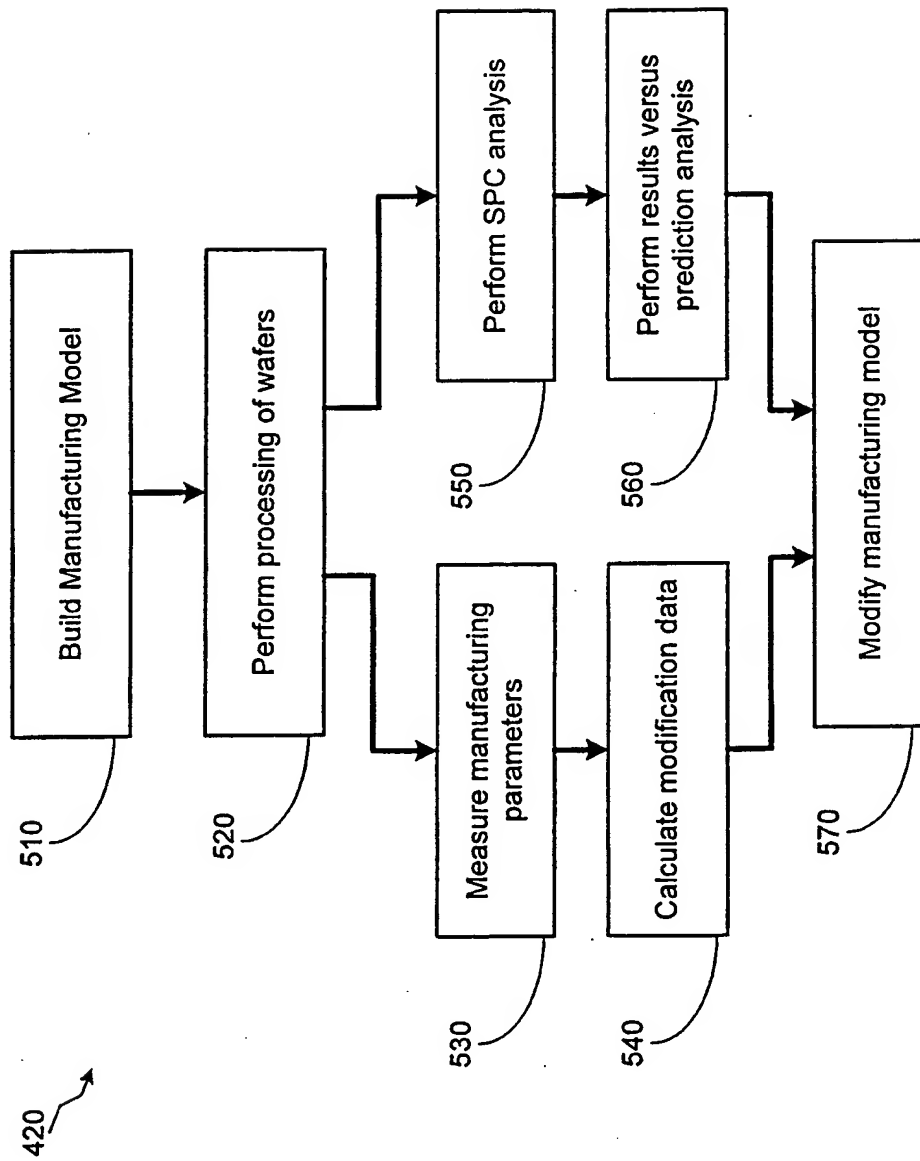 420
Build Manufacturing Model
510
Perform processing of wafers
520
Measure manufacturing
parameters
530
Perform SPC analysis
550
Calculate modification data
540
Perform results versus
prediction analysis
560
Modify manufacturing model
570